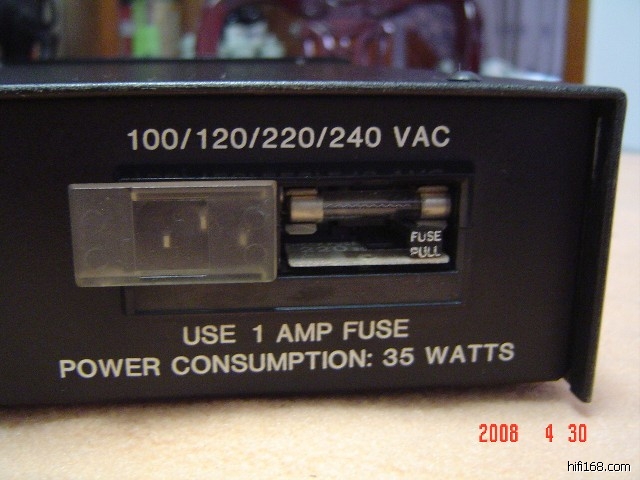 100/120/220/240 VAC
FUSE
PULL
USE 1 AMP FUSE
POWER CONSUMPTION: 35 WATTS
2008 4 30
hifi168.com